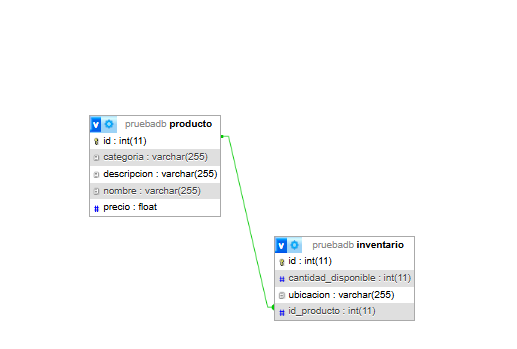 pruebadb producto
id : int(11)
categoria : varchar(255)
descripcion : varchar(255)
nombre : varchar(255)
# precio : float
pruebadb inventario
id : int(11)
# cantidad_disponible : int(11)
ubicacion : varchar(255)
# id_producto : int(11)